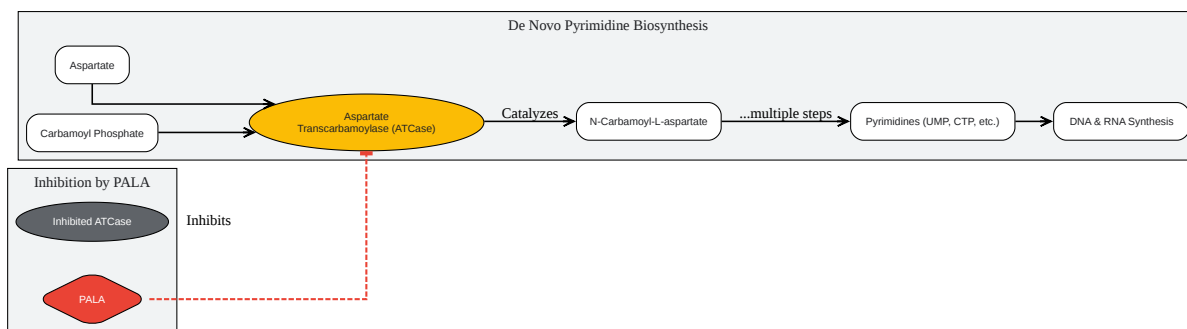 De Novo Pyrimidine Biosynthesis
Aspartate
Carbamoyl Phosphate
Aspartate
Transcarbamoylase (ATCase)
Catalyzes
N-Carbamoyl-L-aspartate
...multiple steps
Pyrimidines (UMP, CTP, etc.)
DNA & RNA Synthesis
Inhibition by PALA
Inhibited ATCase
Inhibits
PALA